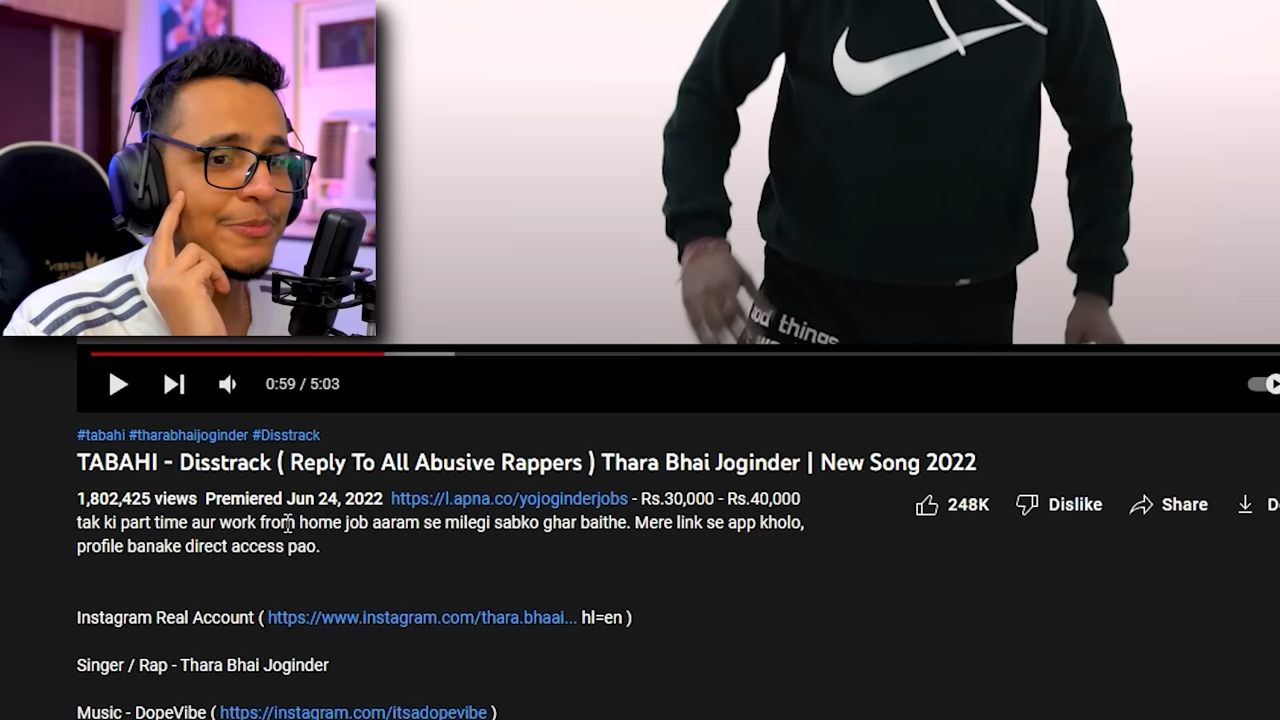 od things
0:59 / 5:03
#tabahi #tharabhaijoginder #Disstrack
TABAHI - Disstrack ( Reply To All Abusive Rappers ) Thara Bhai Joginder | New Song 2022
1,802,425 views Premiered Jun 24, 2022 https://l.apna.co/yojoginderjobs - Rs.30,000 - Rs.40,000
248K Dislike Share D
tak ki part time aur work from home job aaram se milegi sabko ghar baithe. Mere link se app kholo,
profile banake direct access pao.
Instagram Real Account ( https://www.instagram.com/thara.bhaai... hl=en )
Singer / Rap - Thara Bhai Joginder
Music - DopeVibe ( https://instagram.com/itsadopevibe )